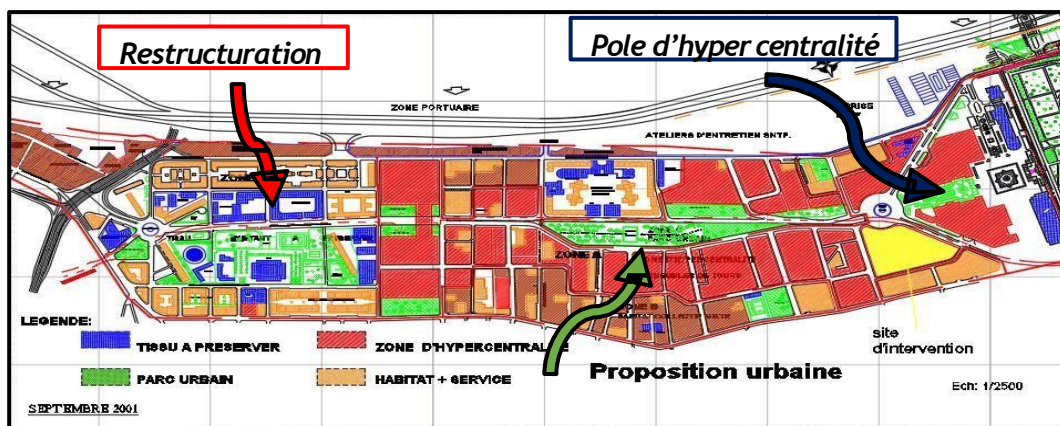 Restructuration
Pole d'hyper centralité
ZONE PORTUAIRE
ATELIERS D'ENTRETIEN SNTF.
ZONE A
LEGENDE:
TISSU A PRESERVER
ZONE D'HYPERCENTRALITE
PARC URBAIN
HABITAT + SERVICE
SEPTEMBRE 2001
Proposition urbaine
site
d'intervention
Ech: 1/2500